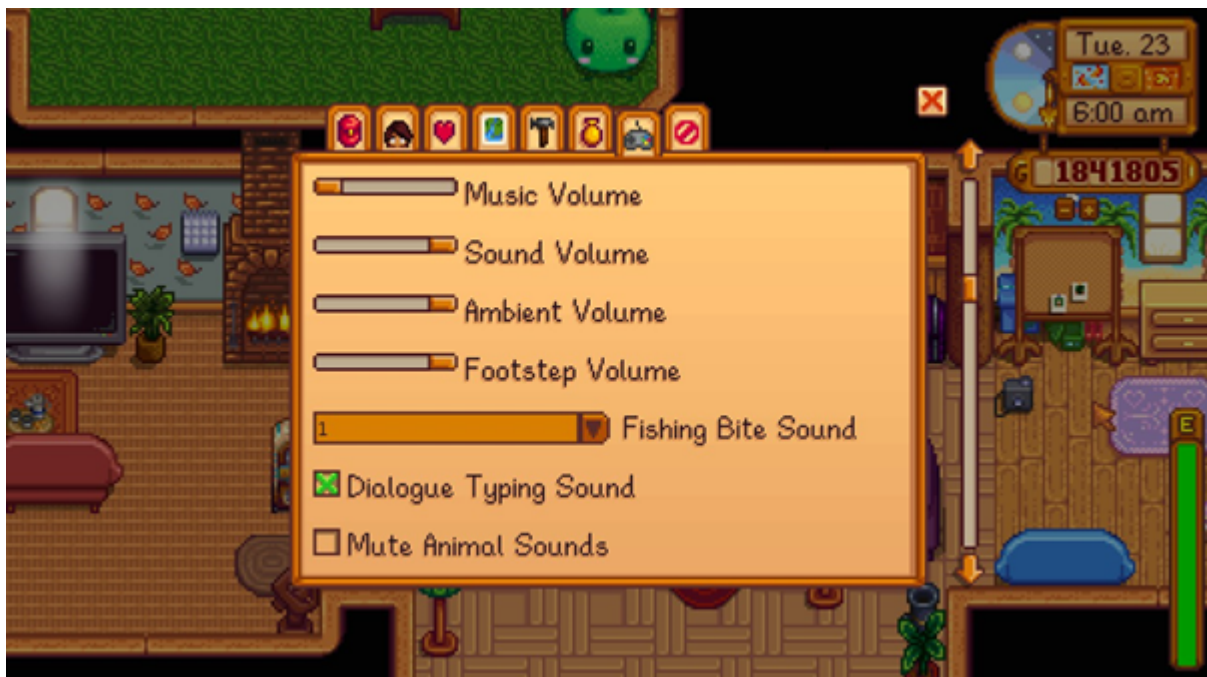 Tue. 23
6:00 am
G 1841805
Music Volume
Sound Volume
Ambient Volume
Footstep Volume
1 Fishing Bite Sound
Dialogue Typing Sound
Mute Animal Sounds
E